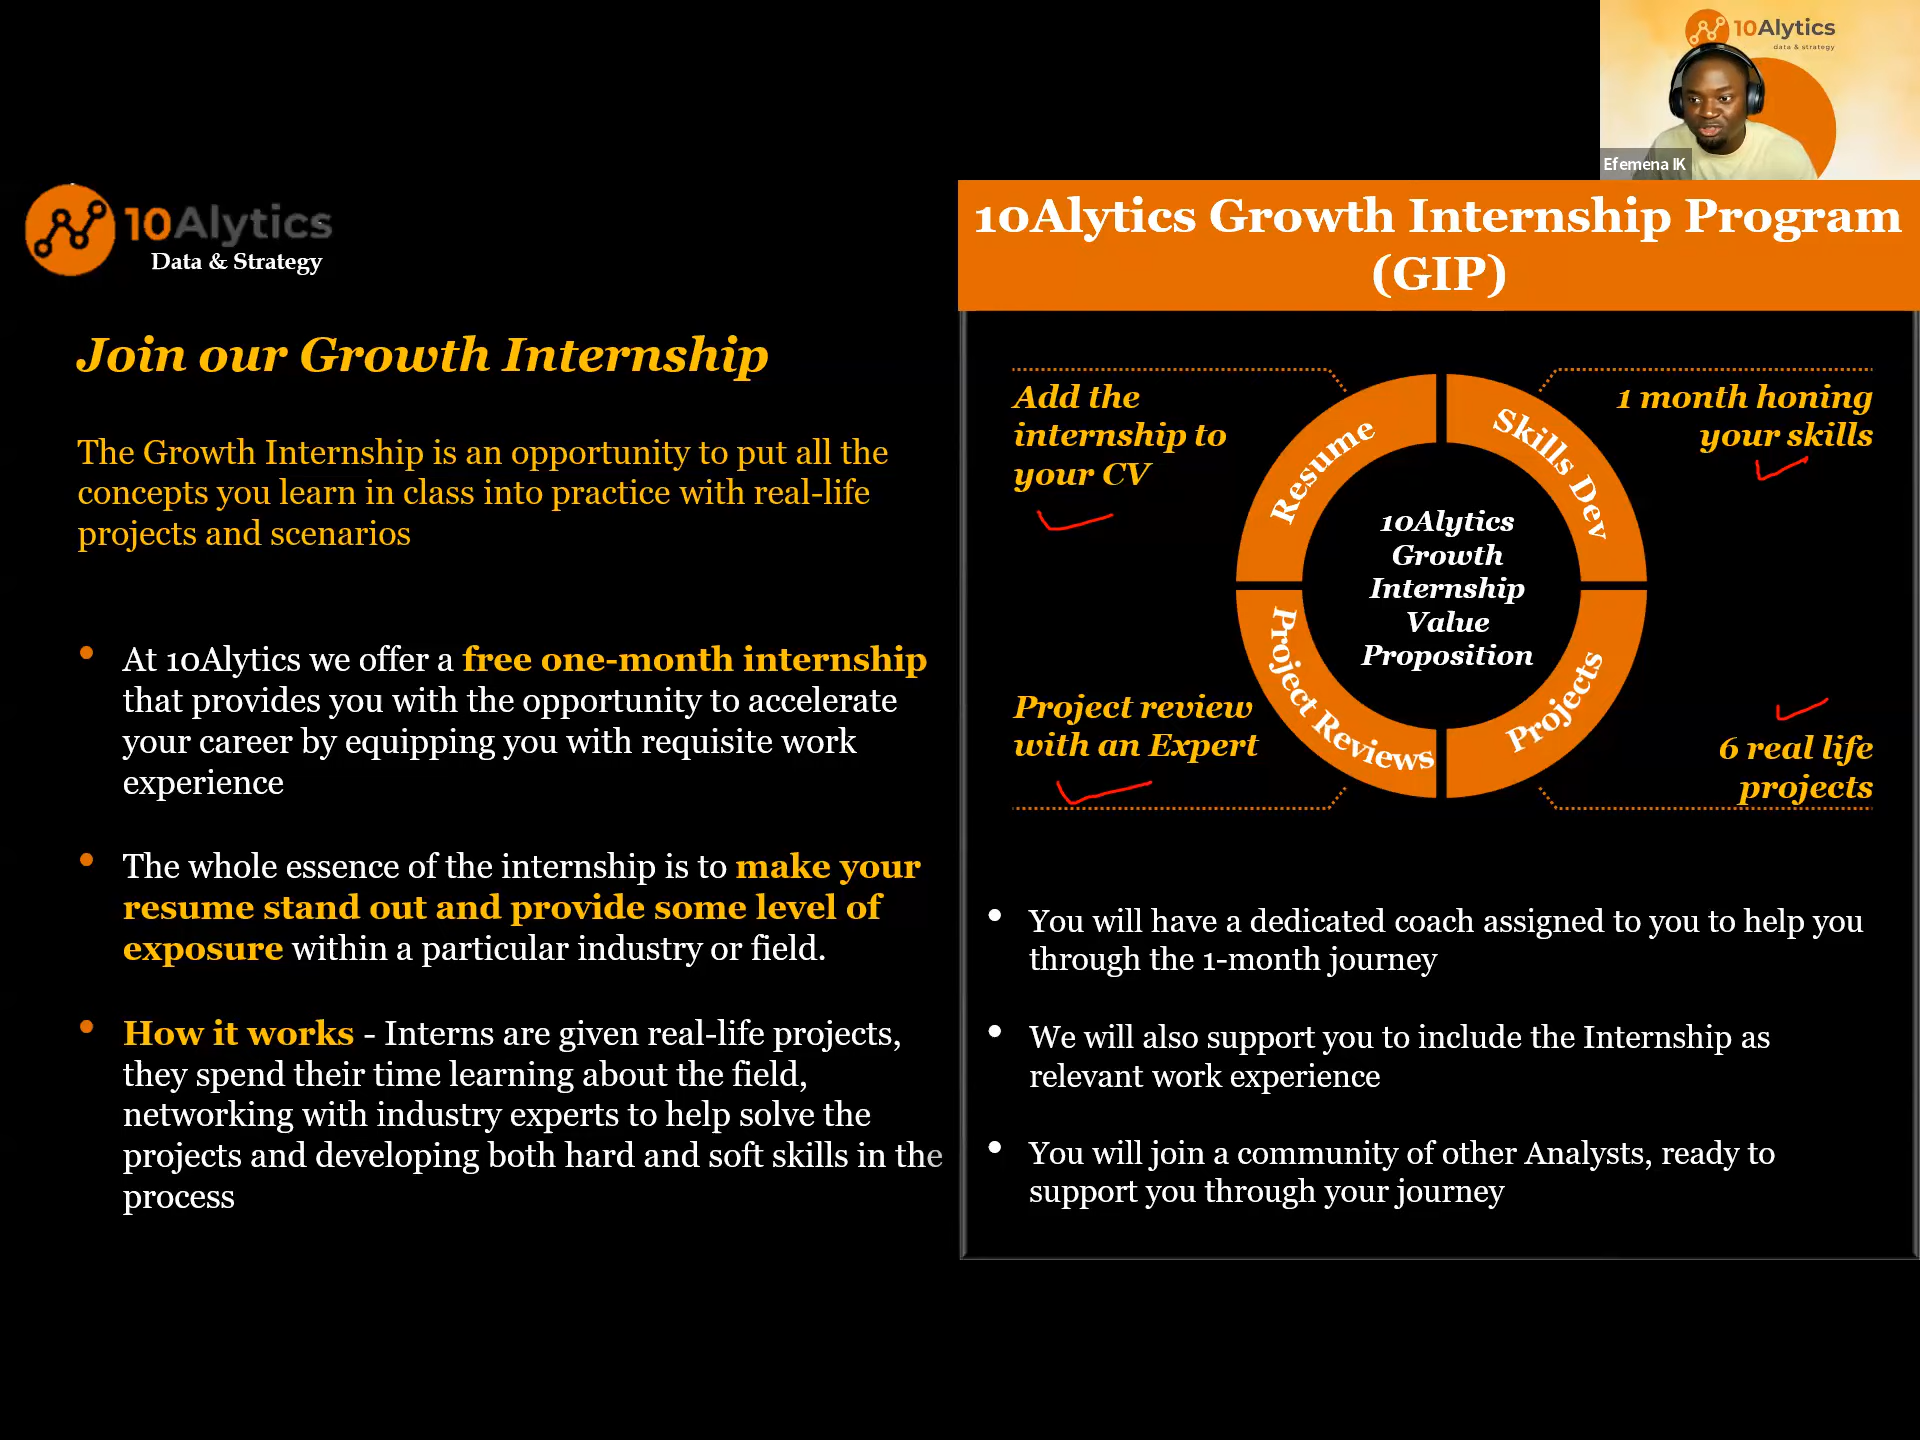 10Alytics
data & strategy
Efemena IK
10Alytics
Data & Strategy
Join our Growth Internship
The Growth Internship is an opportunity to put all the
concepts you learn in class into practice with real-life
projects and scenarios
• At 10Alytics we offer a free one-month internship
that provides you with the opportunity to accelerate
your career by equipping you with requisite work
experience
• The whole essence of the internship is to make your
resume stand out and provide some level of
exposure within a particular industry or field.
• How it works - Interns are given real-life projects,
they spend their time learning about the field,
networking with industry experts to help solve the
projects and developing both hard and soft skills in the
process
10Alytics Growth Internship Program
(GIP)
Add the
internship to
your CV
Resume
Skills Dev
1 month honing
your skills
10Alytics
Growth
Internship
Value
Proposition
Project review
with an Expert
Project Reviews
Projects
6 real life
projects
• You will have a dedicated coach assigned to you to help you
through the 1-month journey
• We will also support you to include the Internship as
relevant work experience
• You will join a community of other Analysts, ready to
support you through your journey